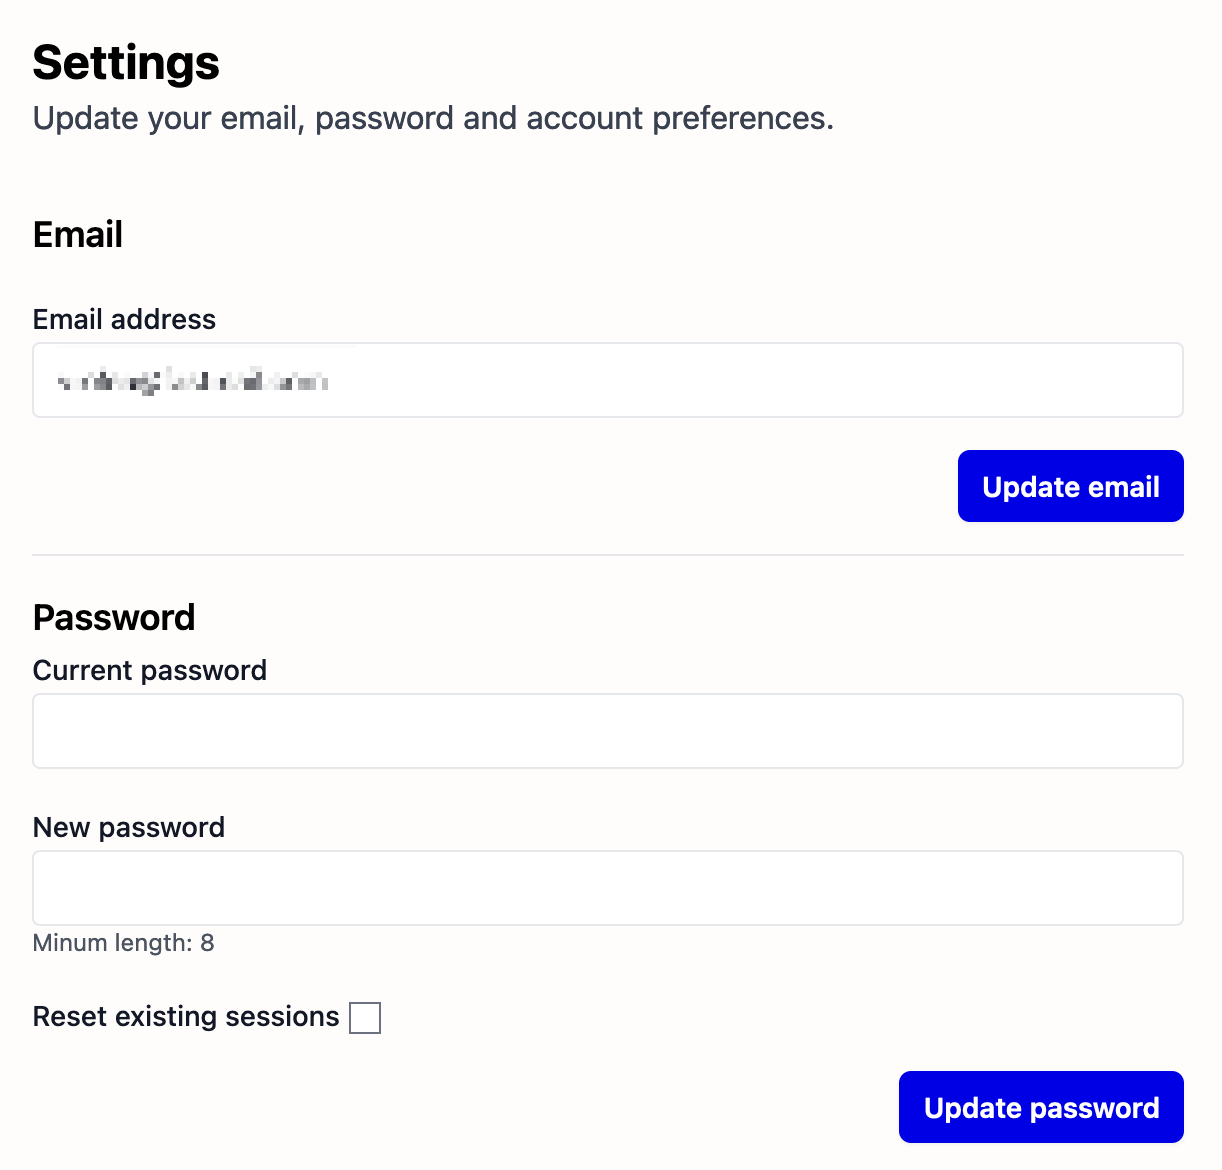 Settings
Update your email, password and account preferences.
Email
Email address
Update email
Password
Current password
New password
Minum length: 8
Reset existing sessions
Update password